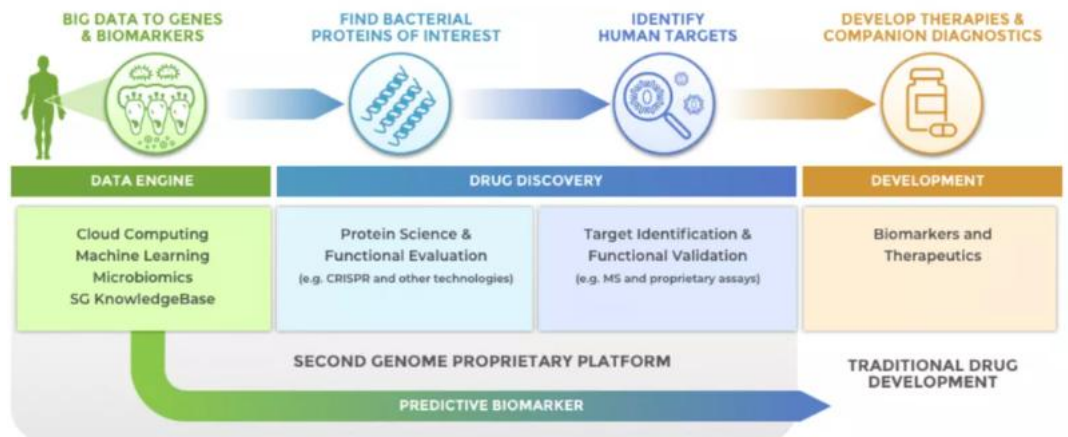 BIG DATA TO GENES
& BIOMARKERS
FIND BACTERIAL
PROTEINS OF INTEREST
IDENTIFY
HUMAN TARGETS
DEVELOP THERAPIES &
COMPANION DIAGNOSTICS
DATA ENGINE
DRUG DISCOVERY
DEVELOPMENT
Cloud Computing
Machine Learning
Microbiomics
SG KnowledgeBase
Protein Science &
Functional Evaluation
(e.g. CRISPR and other technologies)
Target Identification &
Functional Validation
(e.g. MS and proprietary assays)
Biomarkers and
Therapeutics
SECOND GENOME PROPRIETARY PLATFORM
TRADITIONAL DRUG
DEVELOPMENT
PREDICTIVE BIOMARKER